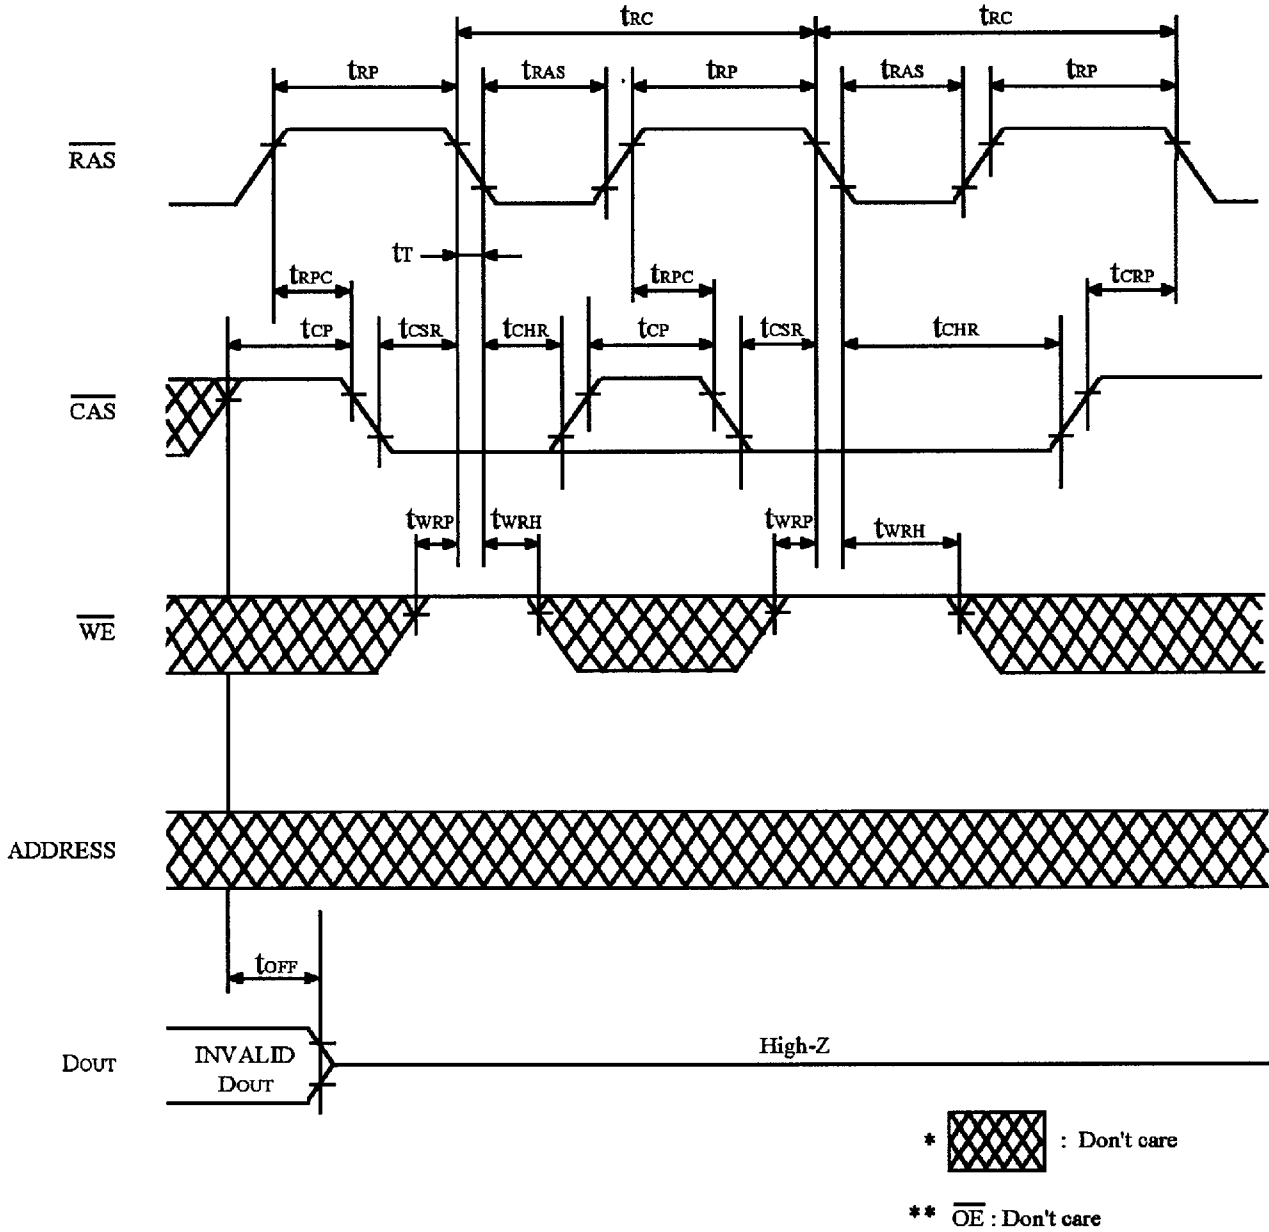 tRC tRC
tRP tRAS tRP tRAS tRP
RAS
tT
tRPC tRPC tCRP
tCP tCSR tCHR tCP tCSR tCHR
CAS
tWRP tWRH tWRP tWRH
WE
ADDRESS
tOFF
DOUT
INVALID
DOUT
High-Z
* : Don't care
** OE : Don't care